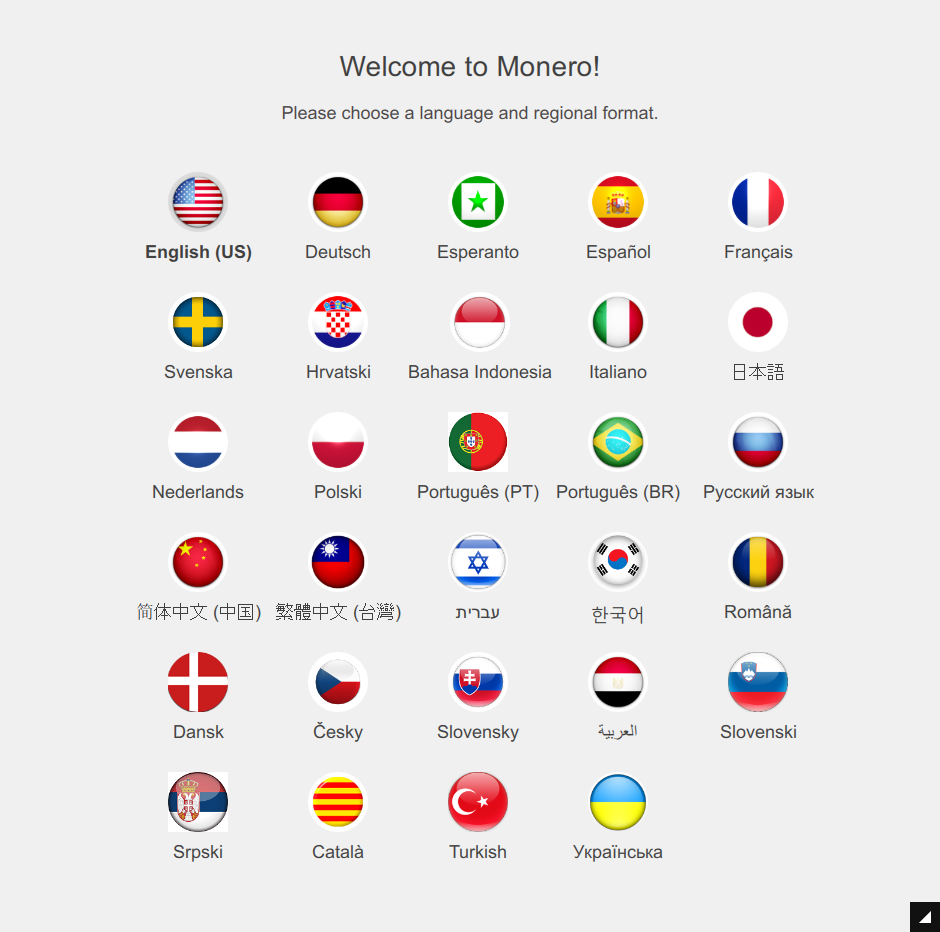 Welcome to Monero!
Please choose a language and regional format.
English (US) Deutsch Esperanto Español Français
Svenska Hrvatski Bahasa Indonesia Italiano 日本語
Nederlands Polski Português (PT) Português (BR) Русский язык
简体中文 (中国) 繁體中文 (台灣) עברית 한국어 Română
Dansk Česky Slovensky العربية Slovenski
Srpski Català Turkish Українська